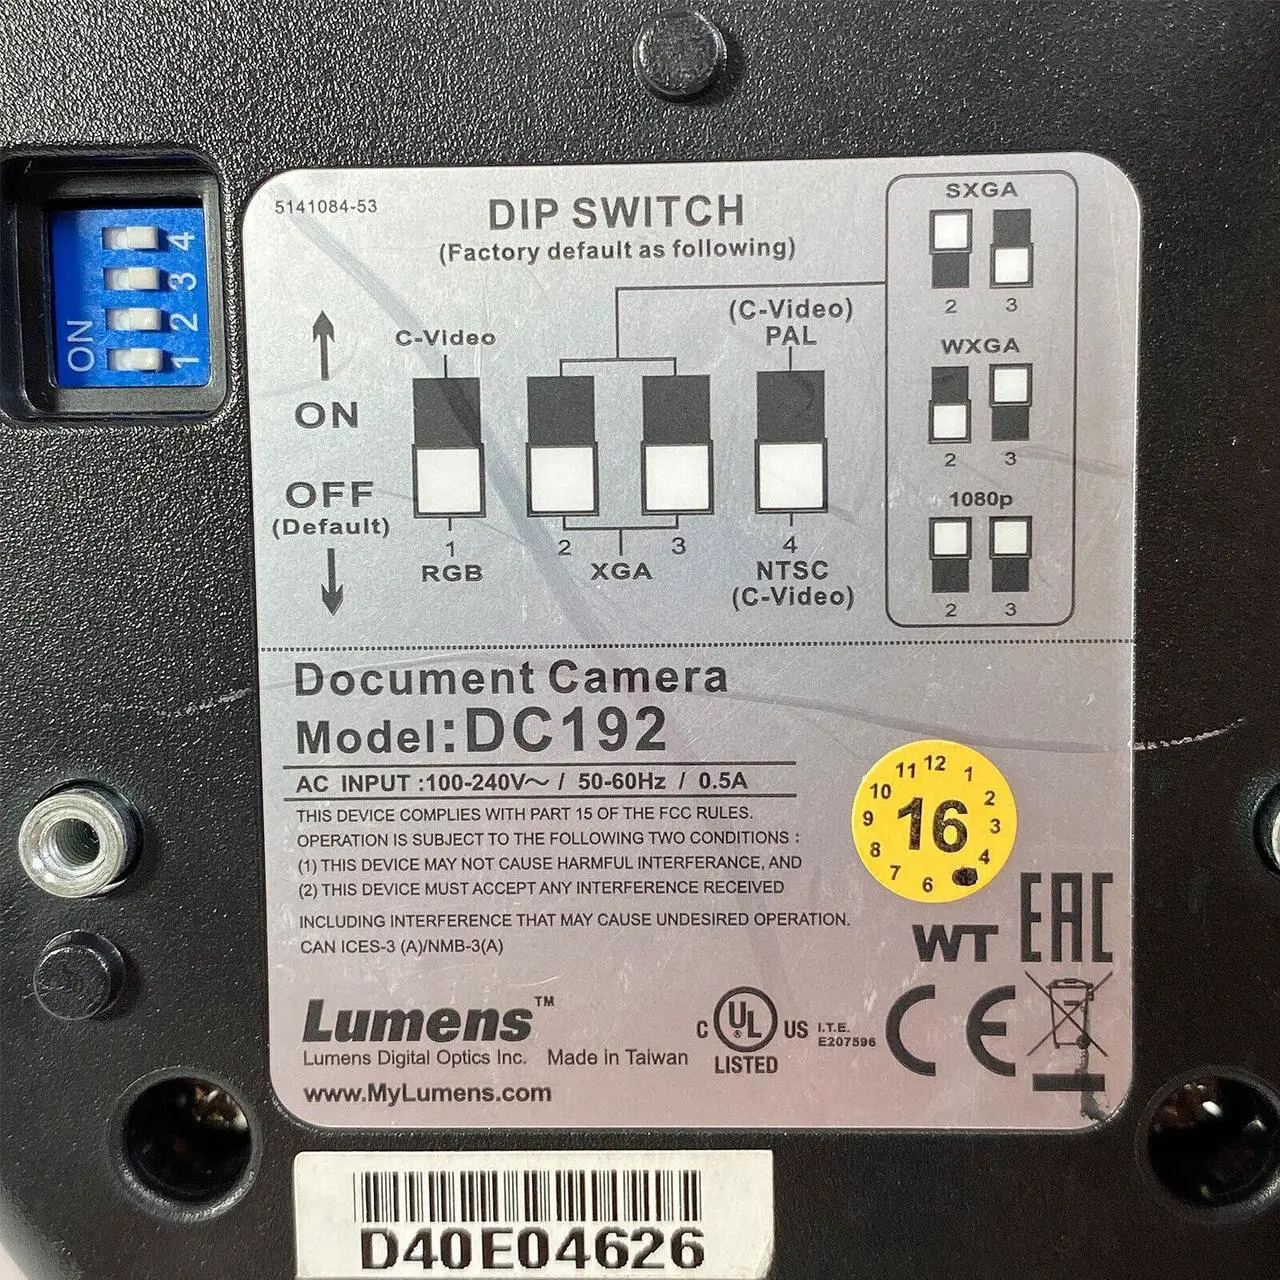 ON
4
3
2
1
5141084-53
DIP SWITCH
(Factory default as following)
ON
OFF
(Default)
C-Video
1
RGB
2 3
XGA
(C-Video)
PAL
4
NTSC
(C-Video)
SXGA
2 3
WXGA
2 3
1080p
2 3
Document Camera
Model:DC192
AC INPUT :100-240V～ / 50-60Hz / 0.5A
THIS DEVICE COMPLIES WITH PART 15 OF THE FCC RULES.
OPERATION IS SUBJECT TO THE FOLLOWING TWO CONDITIONS :
(1) THIS DEVICE MAY NOT CAUSE HARMFUL INTERFERANCE, AND
(2) THIS DEVICE MUST ACCEPT ANY INTERFERENCE RECEIVED
INCLUDING INTERFERENCE THAT MAY CAUSE UNDESIRED OPERATION.
CAN ICES-3 (A)/NMB-3(A)
11 12 1
10 2
9 16 3
8 4
7 6
WT EAC
Lumens™
Lumens Digital Optics Inc. Made in Taiwan
www.MyLumens.com
C UL ® US
LISTED
I.T.E.
E207596
CE
D40E04626